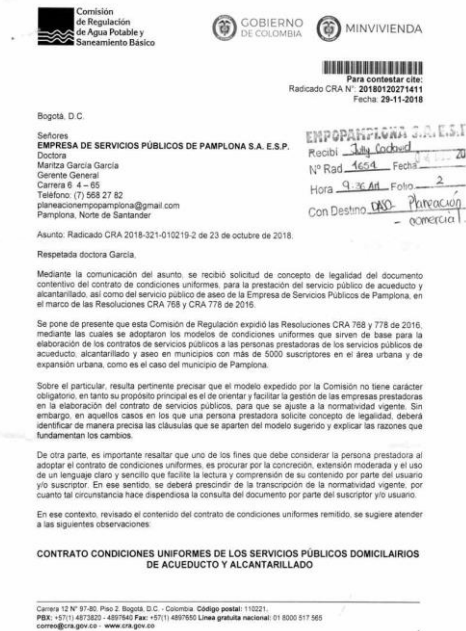 Comisión
de Regulación
de Agua Potable y
Saneamiento Básico
GOBIERNO
DE COLOMBIA
MINVIVIENDA
Para contestar cite:
Radicado CRA N°: 20180120271411
Fecha: 29-11-2018
Bogotá, D.C.
Señores
EMPRESA DE SERVICIOS PÚBLICOS DE PAMPLONA S.A. E.S.P.
Doctora
Maritza García García
Gerente General
Carrera 6 4 – 65
Teléfono: (7) 568 27 82
planeacionempopamplona@gmail.com
Pamplona, Norte de Santander
EMPOPAMPLONA S.A. E.S.P.
Recibí
N° Rad 1654 Fecha
Hora 9:36 AM Folio 2
Con Destino Planeación
- comercial.
Asunto: Radicado CRA 2018-321-010219-2 de 23 de octubre de 2018.
Respetada doctora García,
Mediante la comunicación del asunto, se recibió solicitud de concepto de legalidad del documento
contentivo del contrato de condiciones uniformes, para la prestación del servicio público de acueducto y
alcantarillado, así como del servicio público de aseo de la Empresa de Servicios Públicos de Pamplona, en
el marco de las Resoluciones CRA 768 y CRA 778 de 2016.
Se pone de presente que esta Comisión de Regulación expidió las Resoluciones CRA 768 y 778 de 2016,
mediante las cuales se adoptaron los modelos de condiciones uniformes que sirven de base para la
elaboración de los contratos de servicios públicos a las personas prestadoras de los servicios públicos de
acueducto, alcantarillado y aseo en municipios con más de 5000 suscriptores en el área urbana y de
expansión urbana, como es el caso del municipio de Pamplona.
Sobre el particular, resulta pertinente precisar que el modelo expedido por la Comisión no tiene carácter
obligatorio, en tanto su propósito principal es el de orientar y facilitar la gestión de las empresas prestadoras
en la elaboración del contrato de servicios públicos, para que se ajuste a la normatividad vigente. Sin
embargo, en aquellos casos en los que una persona prestadora solicite concepto de legalidad, deberá
identificar de manera precisa las cláusulas que se aparten del modelo sugerido y explicar las razones que
fundamentan los cambios.
De otra parte, es importante resaltar que uno de los fines que debe considerar la persona prestadora al
adoptar el contrato de condiciones uniformes, es procurar por la concreción, extensión moderada y el uso
de un lenguaje claro y sencillo que facilite la lectura y comprensión de su contenido por parte del usuario
y/o suscriptor. En ese sentido, se deberá prescindir de la transcripción de la normatividad vigente, por
cuanto tal circunstancia hace dispendiosa la consulta del documento por parte del suscriptor y/o usuario.
En ese contexto, revisado el contenido del contrato de condiciones uniformes remitido, se sugiere atender
a las siguientes observaciones:
CONTRATO CONDICIONES UNIFORMES DE LOS SERVICIOS PÚBLICOS DOMICILAIRIOS
DE ACUEDUCTO Y ALCANTARILLADO
Carrera 12 N° 97-80, Piso 2. Bogotá, D.C. - Colombia. Código postal: 110221.
PBX: +57(1) 4873820 - 4897640 Fax: +57(1) 4897650 Línea gratuita nacional: 01 8000 517 565
correo@cra.gov.co - www.cra.gov.co